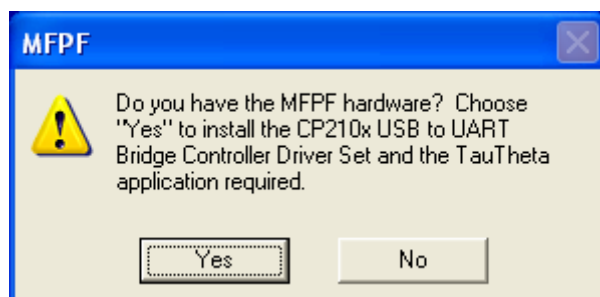 MFPF
Do you have the MFPF hardware?  Choose
"Yes" to install the CP210x USB to UART
Bridge Controller Driver Set and the TauTheta
application required.
Yes
No